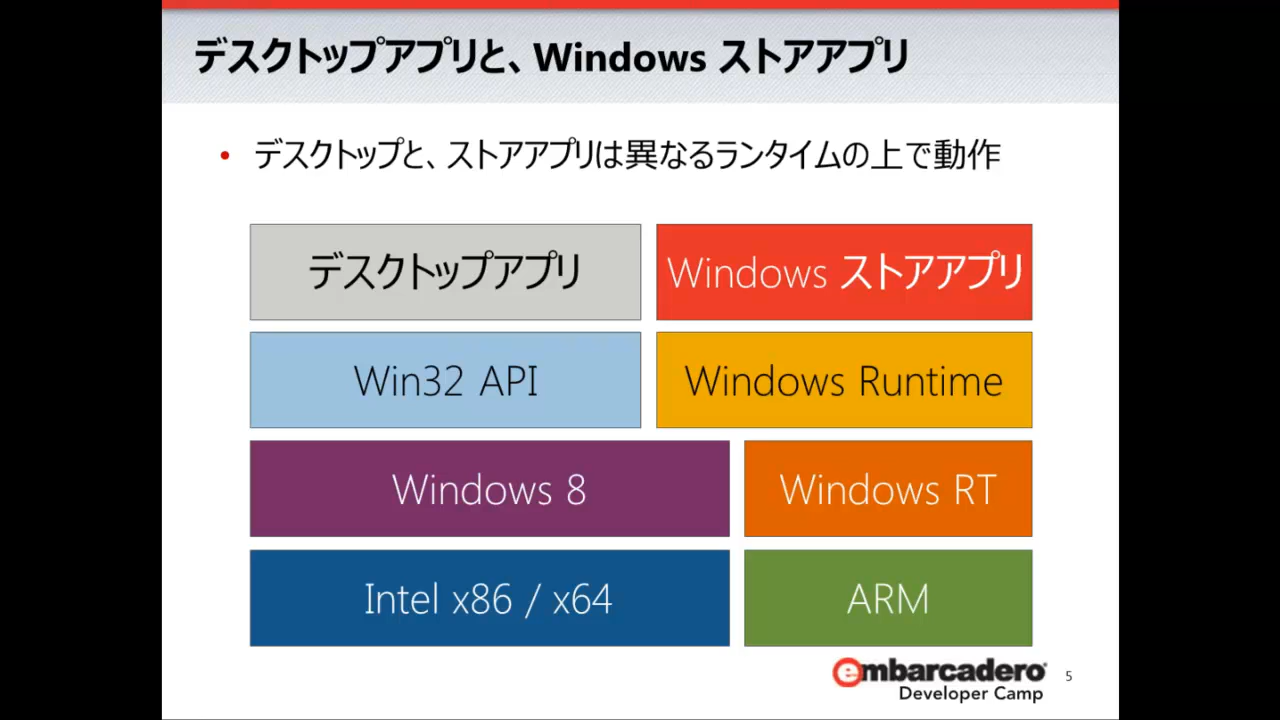 デスクトップアプリと、Windows ストアアプリ
• デスクトップと、ストアアプリは異なるランタイムの上で動作
デスクトップアプリ
Windows ストアアプリ
Win32 API
Windows Runtime
Windows 8
Windows RT
Intel x86 / x64
ARM
embarcadero
Developer Camp
5